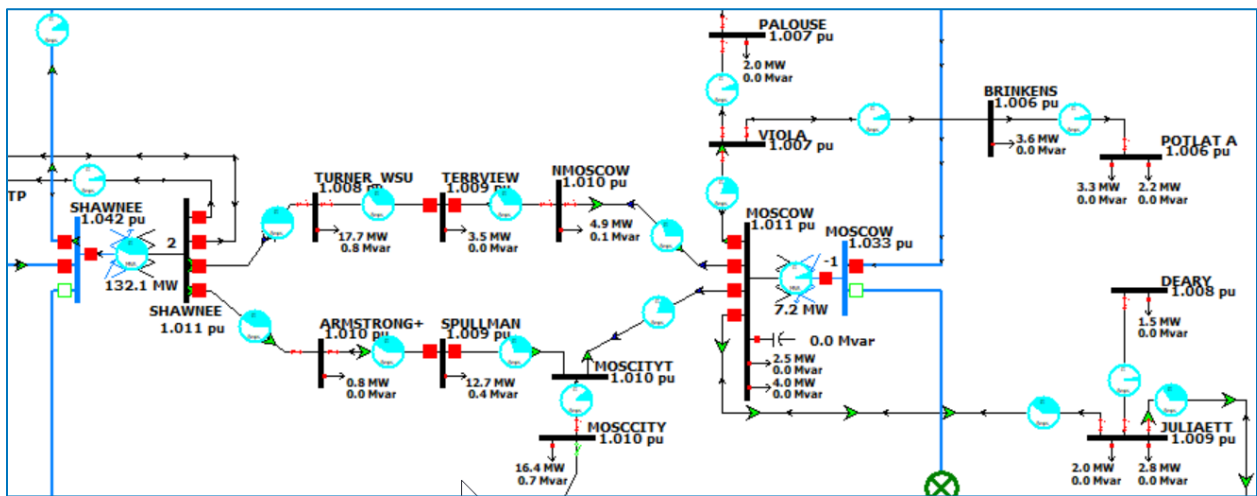 PALOUSE
1.007 pu
2.0 MW
0.0 Mvar
BRINKENS
1.006 pu
3.6 MW
0.0 Mvar
VIOLA
1.007 pu
POTLAT A
1.006 pu
3.3 MW
0.0 Mvar
2.2 MW
0.0 Mvar
TP
SHAWNEE
1.042 pu
2
132.1 MW
SHAWNEE
1.011 pu
TURNER_WSU
1.008 pu
17.7 MW
0.8 Mvar
TERRVIEW
1.009 pu
3.5 MW
0.0 Mvar
NMOSCOW
1.010 pu
4.9 MW
0.1 Mvar
MOSCOW
1.011 pu
MOSCOW
1.033 pu
-1
7.2 MW
0.0 Mvar
2.5 MW
0.0 Mvar
4.0 MW
0.0 Mvar
DEARY
1.008 pu
1.5 MW
0.0 Mvar
ARMSTRONG+
1.010 pu
0.8 MW
0.0 Mvar
SPULLMAN
1.009 pu
12.7 MW
0.4 Mvar
MOSCITYT
1.010 pu
MOSCCITY
1.010 pu
16.4 MW
0.7 Mvar
JULIAETT
1.009 pu
2.0 MW
0.0 Mvar
2.8 MW
0.0 Mvar